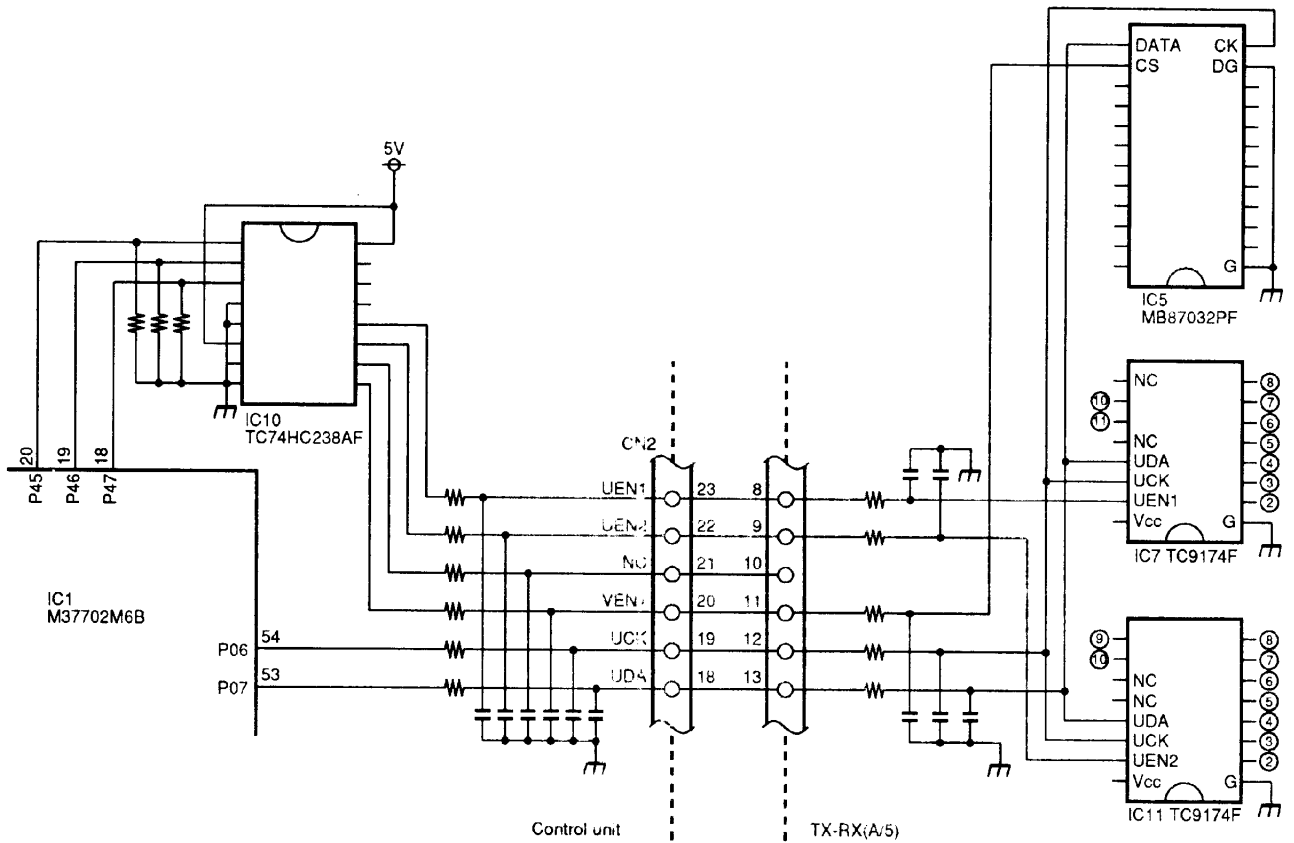 5V
IC10
TC74HC238AF
20
19
18
P45
P46
P47
IC1
M37702M6B
P06
54
P07
53
CN2
UEN1 23 8
UEN2 22 9
NC 21 10
20 11
UCK 19 12
UDA 18 13
Control unit
TX-RX(A/5)
DATA CK
CS DG
G
IC5
MB87032PF
NC 8
10 7
11 6
NC 5
UDA 4
UCK 3
UEN1 2
Vcc G
IC7 TC9174F
9 8
10 7
NC 6
NC 5
UDA 4
UCK 3
UEN2 2
Vcc G
IC11 TC9174F